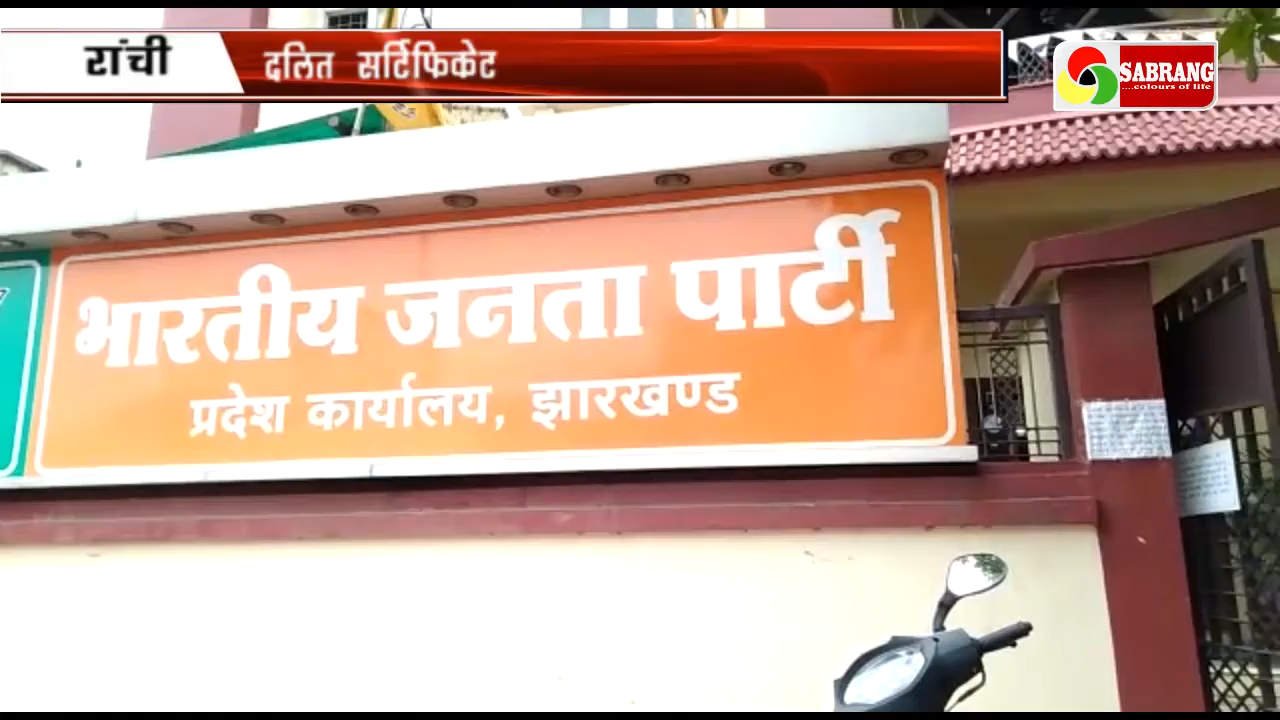 रांची
दलित सर्टिफिकेट
SABRANG
....colours of life
भारतीय जनता पार्टी
प्रदेश कार्यालय, झारखण्ड